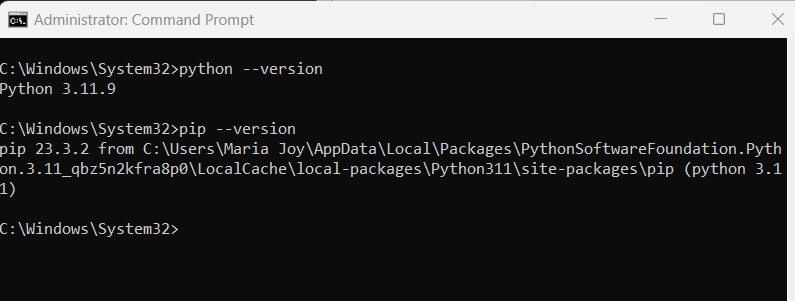 Administrator: Command Prompt
C:\Windows\System32>python --version
Python 3.11.9
C:\Windows\System32>pip --version
pip 23.3.2 from C:\Users\Maria Joy\AppData\Local\Packages\PythonSoftwareFoundation.Pyth
on.3.11_qbz5n2kfra8p0\LocalCache\local-packages\Python311\site-packages\pip (python 3.1
1)
C:\Windows\System32>